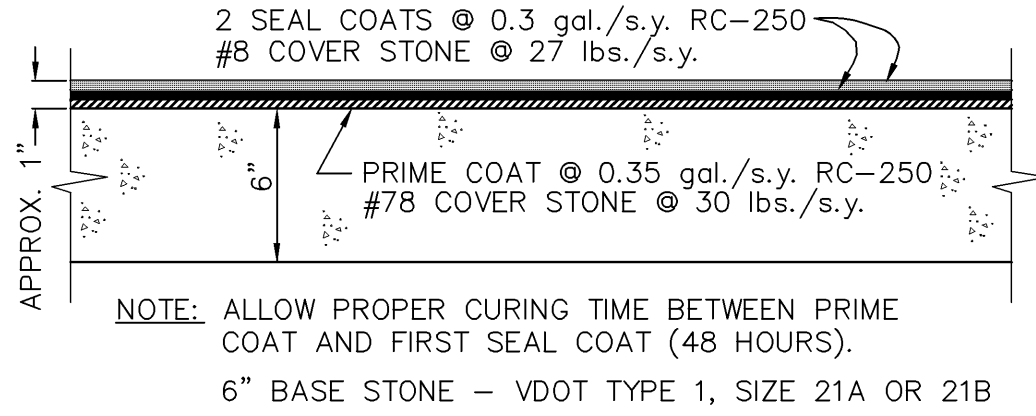 2 SEAL COATS @ 0.3 gal./s.y. RC-250
#8 COVER STONE @ 27 lbs./s.y.
APPROX. 1"
6"
PRIME COAT @ 0.35 gal./s.y. RC-250
#78 COVER STONE @ 30 lbs./s.y.
NOTE: ALLOW PROPER CURING TIME BETWEEN PRIME
COAT AND FIRST SEAL COAT (48 HOURS).
6" BASE STONE - VDOT TYPE 1, SIZE 21A OR 21B